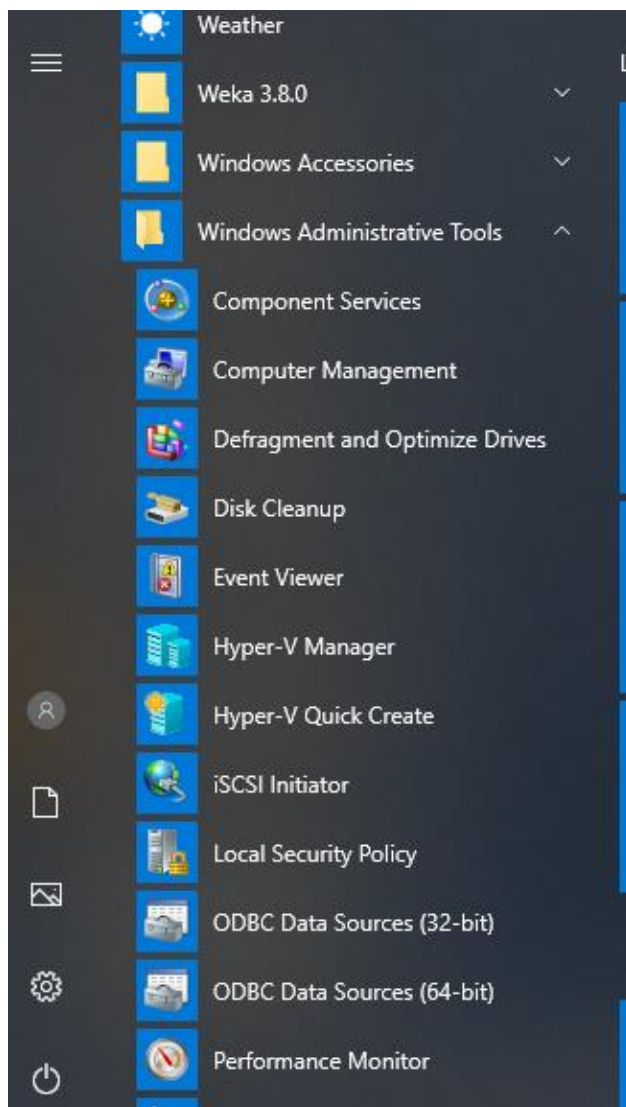 Weather
Weka 3.8.0
Windows Accessories
Windows Administrative Tools
Component Services
Computer Management
Defragment and Optimize Drives
Disk Cleanup
Event Viewer
Hyper-V Manager
Hyper-V Quick Create
iSCSI Initiator
Local Security Policy
ODBC Data Sources (32-bit)
ODBC Data Sources (64-bit)
Performance Monitor